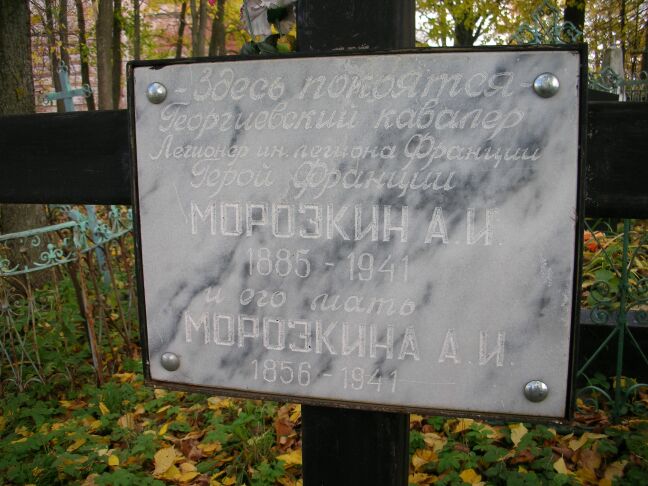 - Здесь покоятся -
Георгиевский кавалер
Легионер ин. легиона Франции
Герой Франции
МОРОЗКИН А.И.
1885 - 1941
и его мать
МОРОЗКИНА А.И.
1856 - 1941